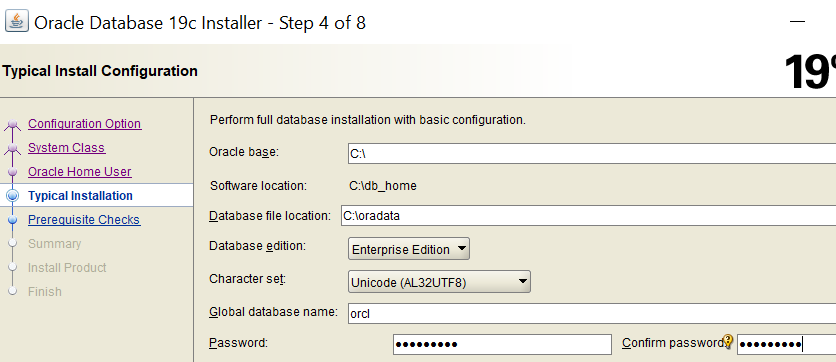 Oracle Database 19c Installer - Step 4 of 8
Typical Install Configuration
19c
Configuration Option
System Class
Oracle Home User
Typical Installation
Prerequisite Checks
Summary
Install Product
Finish
Perform full database installation with basic configuration.
Oracle base: C:\
Software location: C:\db_home
Database file location: C:\oradata
Database edition: Enterprise Edition
Character set: Unicode (AL32UTF8)
Global database name: orcl
Password: ●●●●●●●●● Confirm password: ●●●●●●●●●